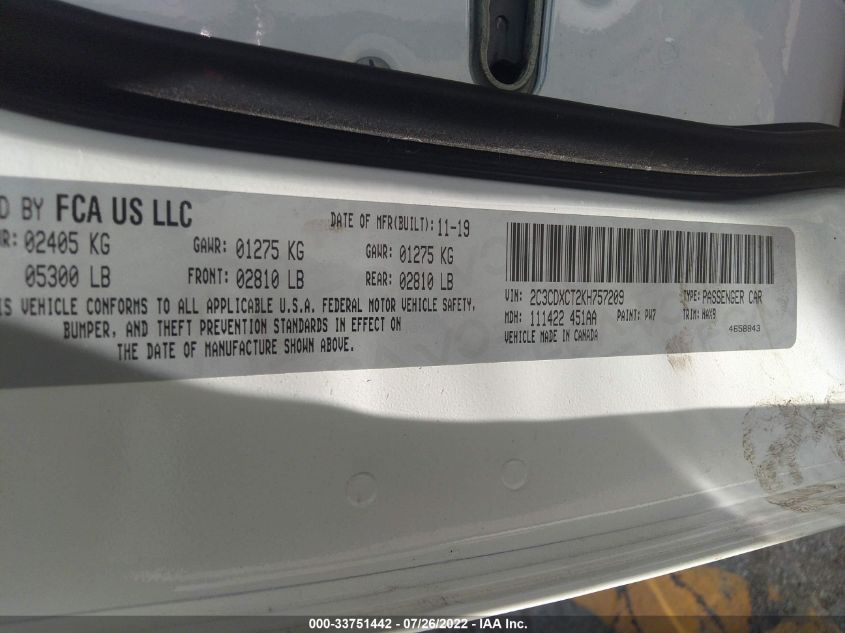 D BY FCA US LLC
DATE OF MFR(BUILT): 11-19
R: 02405 KG
GAWR: 01275 KG
GAWR: 01275 KG
05300 LB
FRONT: 02810 LB
REAR: 02810 LB
IS VEHICLE CONFORMS TO ALL APPLICABLE U.S.A. FEDERAL MOTOR VEHICLE SAFETY,
BUMPER, AND THEFT PREVENTION STANDARDS IN EFFECT ON
THE DATE OF MANUFACTURE SHOWN ABOVE.
VIN: 2C3CDXCT2KH757209
TYPE: PASSENGER CAR
MDH: 111422 451AA
PAINT: PW7
TRIM: HAX9
VEHICLE MADE IN CANADA
4658843
000-33751442 - 07/26/2022 - IAA Inc.